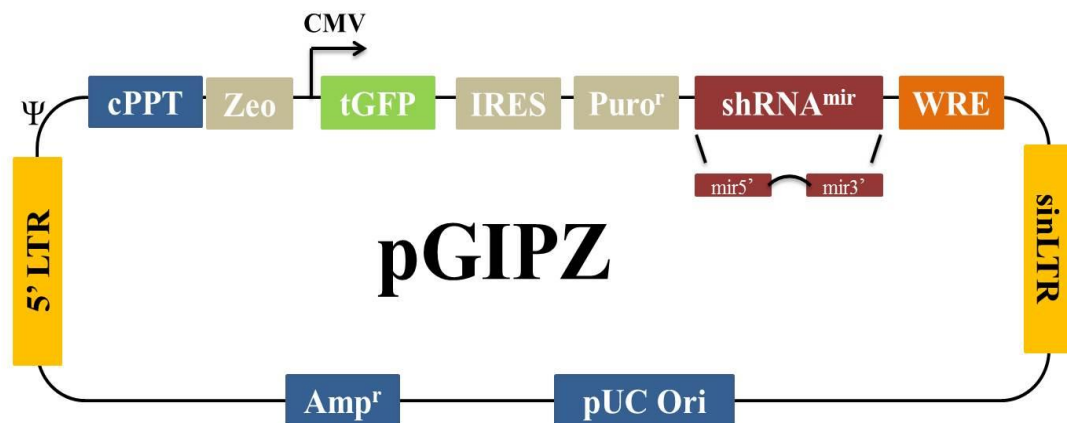 CMV
Ψ
cPPT
Zeo
tGFP
IRES
Puroʳ
shRNAᵐⁱʳ
WRE
mir5’
mir3’
5’ LTR
pGIPZ
sinLTR
Ampʳ
pUC Ori